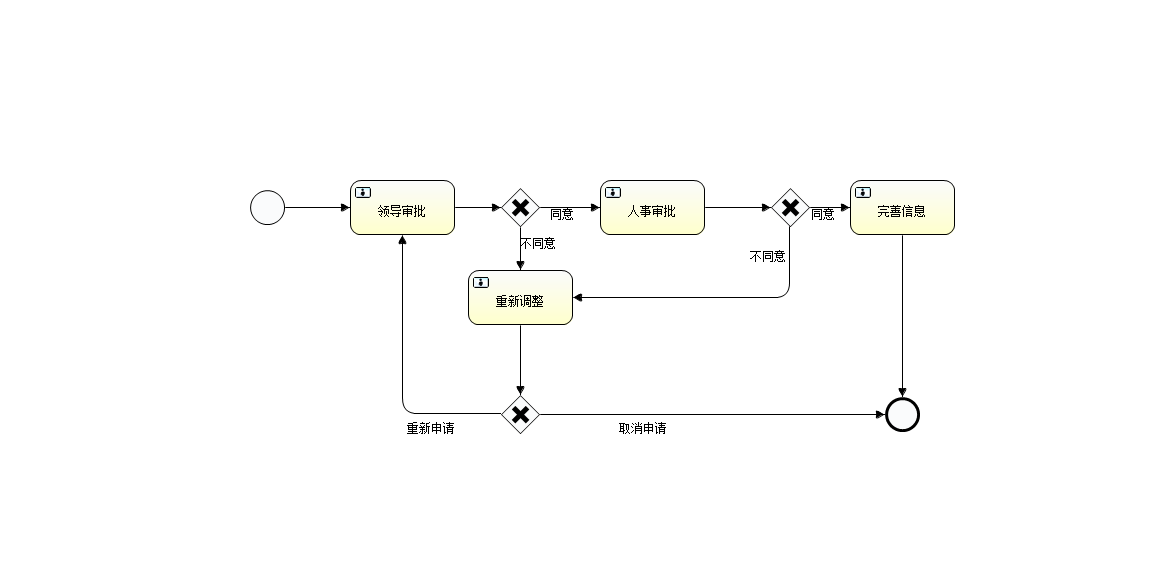 领导审批
同意
人事审批
同意
完善信息
不同意
不同意
重新调整
重新申请
取消申请